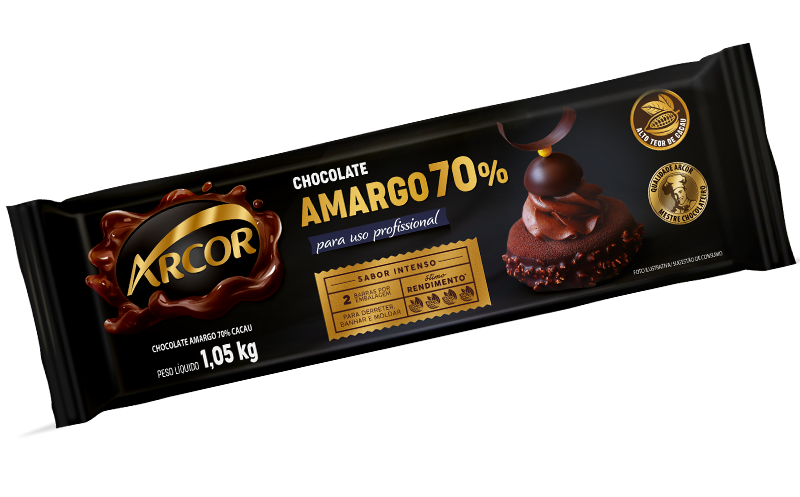 ARCOR
CHOCOLATE AMARGO 70% CACAU
PESO LÍQUIDO 1,05 kg
CHOCOLATE
AMARGO 70%
para uso profissional
SABOR INTENSO
2 BARRAS POR
EMBALAGEM
PARA DERRETER,
BANHAR E MOLDAR
ótimo
RENDIMENTO*
ALTO TEOR DE CACAU
QUALIDADE ARCOR
MESTRE CHOCOLATEIRO
FOTO ILUSTRATIVA/ SUGESTÃO DE CONSUMO